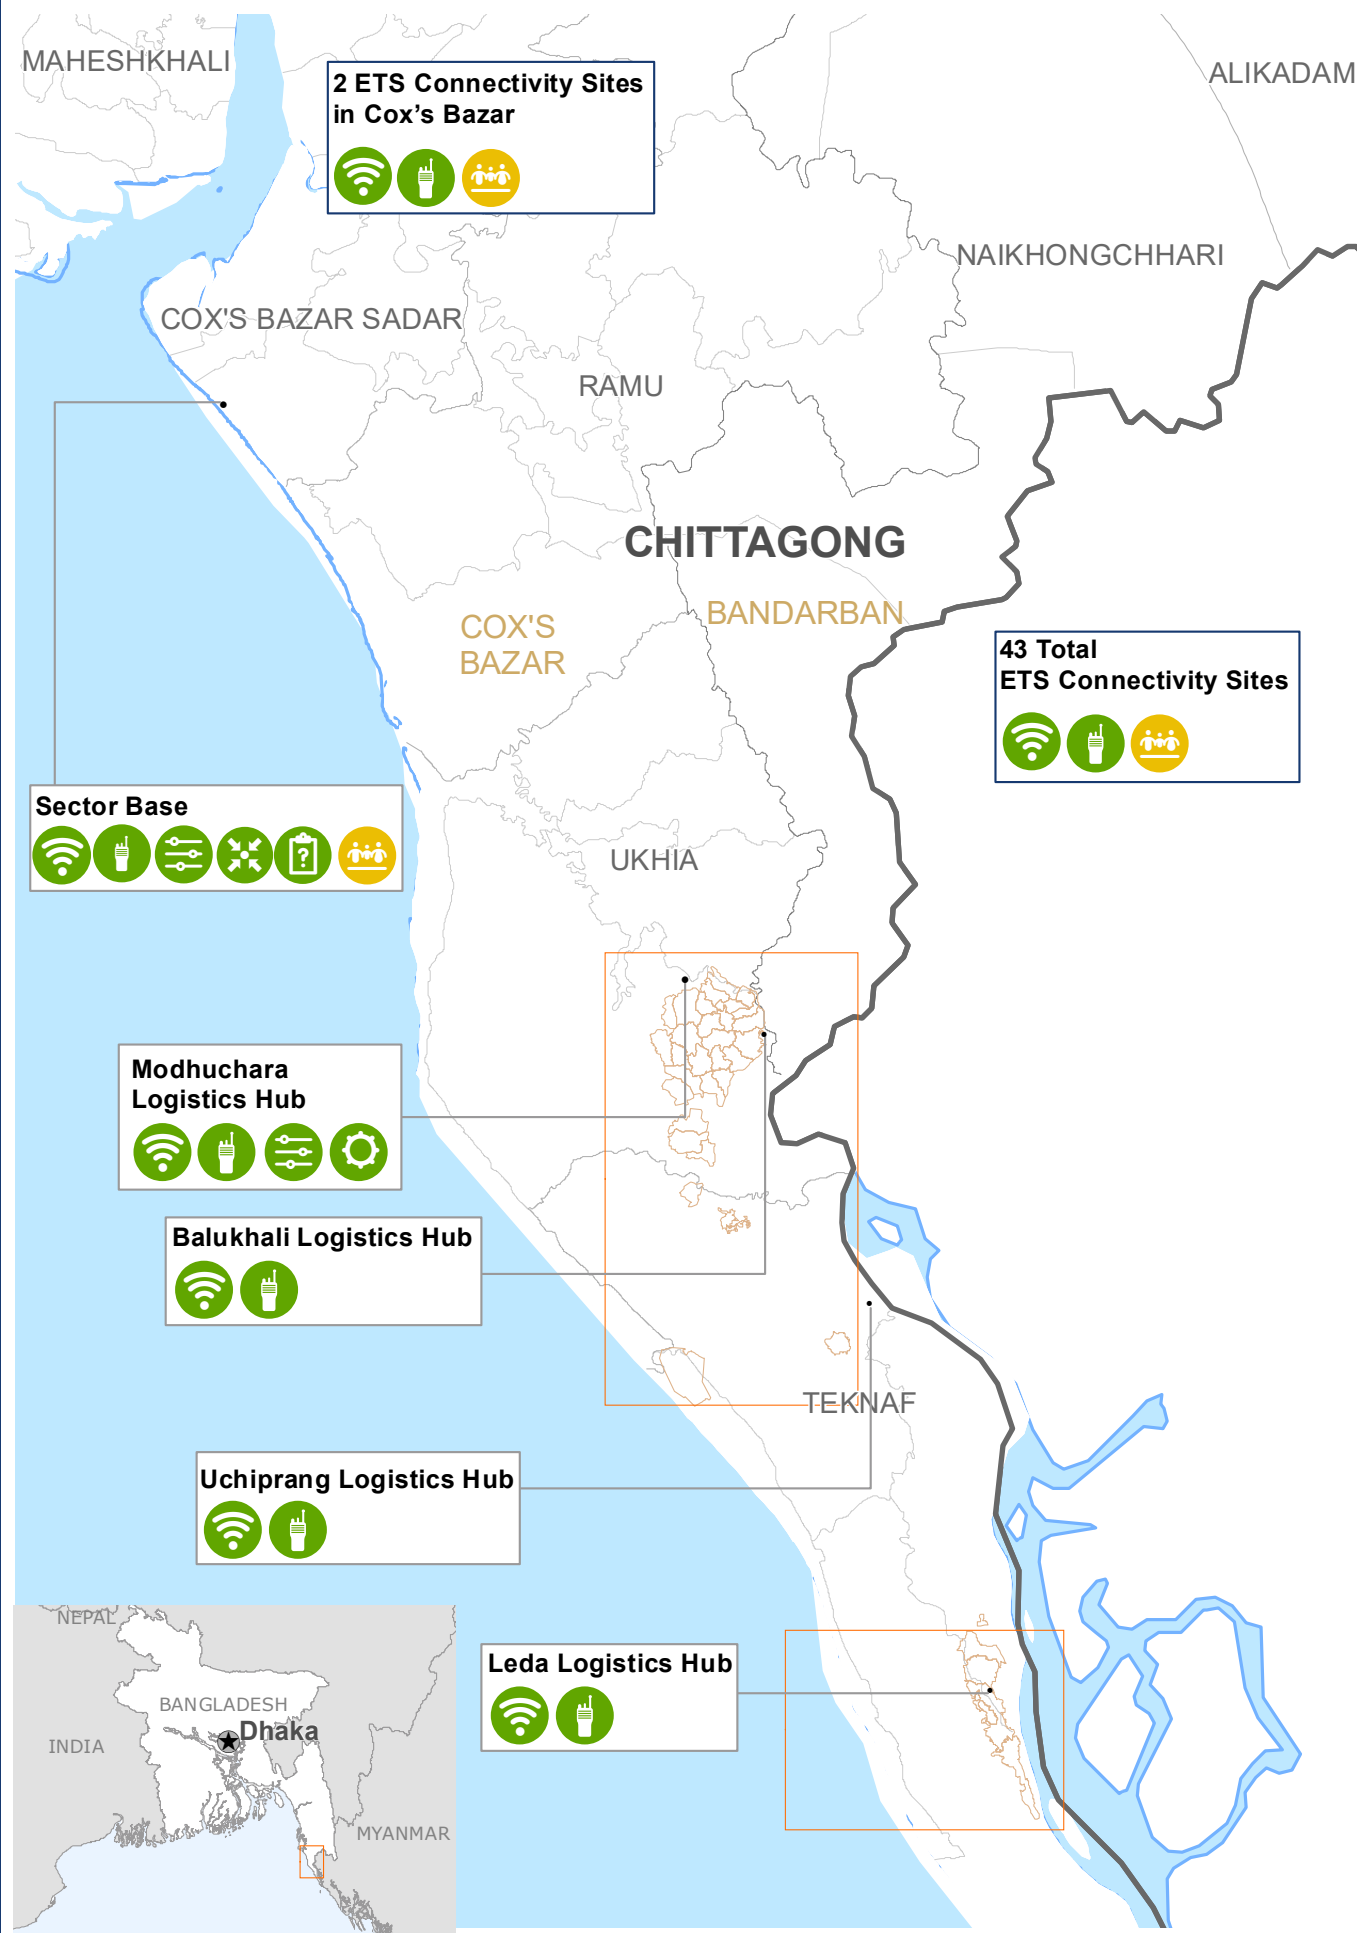 MAHESHKHALI
2 ETS Connectivity Sites
in Cox’s Bazar
ALIKADAM
NAIKHONGCHHARI
COX'S BAZAR SADAR
RAMU
CHITTAGONG
COX'S
BAZAR
BANDARBAN
43 Total
ETS Connectivity Sites
Sector Base
?
UKHIA
Modhuchara
Logistics Hub
Balukhali Logistics Hub
TEKNAF
Uchiprang Logistics Hub
Leda Logistics Hub
NEPAL
BANGLADESH
Dhaka
INDIA
MYANMAR